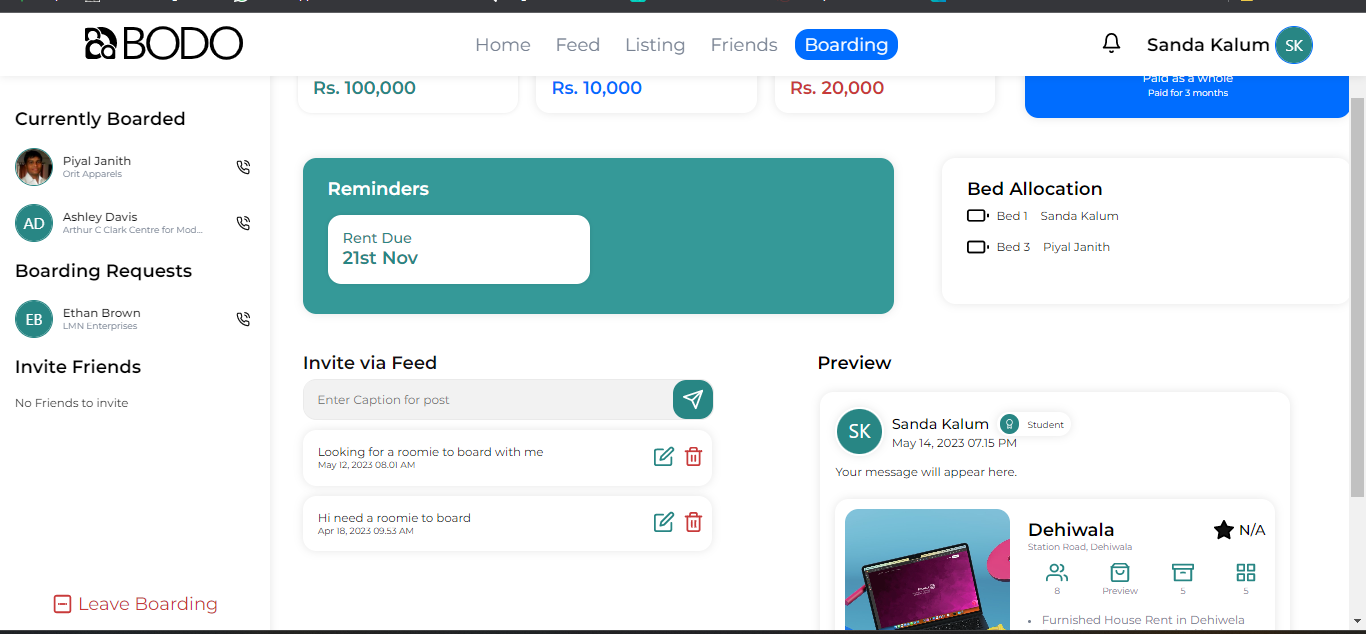 BODO
Home Feed Listing Friends Boarding
Sanda Kalum SK
Rs. 100,000
Rs. 10,000
Rs. 20,000
Paid as a whole
Paid for 3 months
Currently Boarded
Piyal Janith
Orit Apparels
AD
Ashley Davis
Arthur C Clark Centre for Mod...
Boarding Requests
EB
Ethan Brown
LMN Enterprises
Invite Friends
No Friends to invite
Leave Boarding
Reminders
Rent Due
21st Nov
Bed Allocation
Bed 1 Sanda Kalum
Bed 3 Piyal Janith
Invite via Feed
Enter Caption for post
Looking for a roomie to board with me
May 12, 2023 08.01 AM
Hi need a roomie to board
Apr 18, 2023 09.53 AM
Preview
SK
Sanda Kalum Student
May 14, 2023 07.15 PM
Your message will appear here.
Dehiwala
N/A
Station Road, Dehiwala
8 Preview 5 5
• Furnished House Rent in Dehiwela